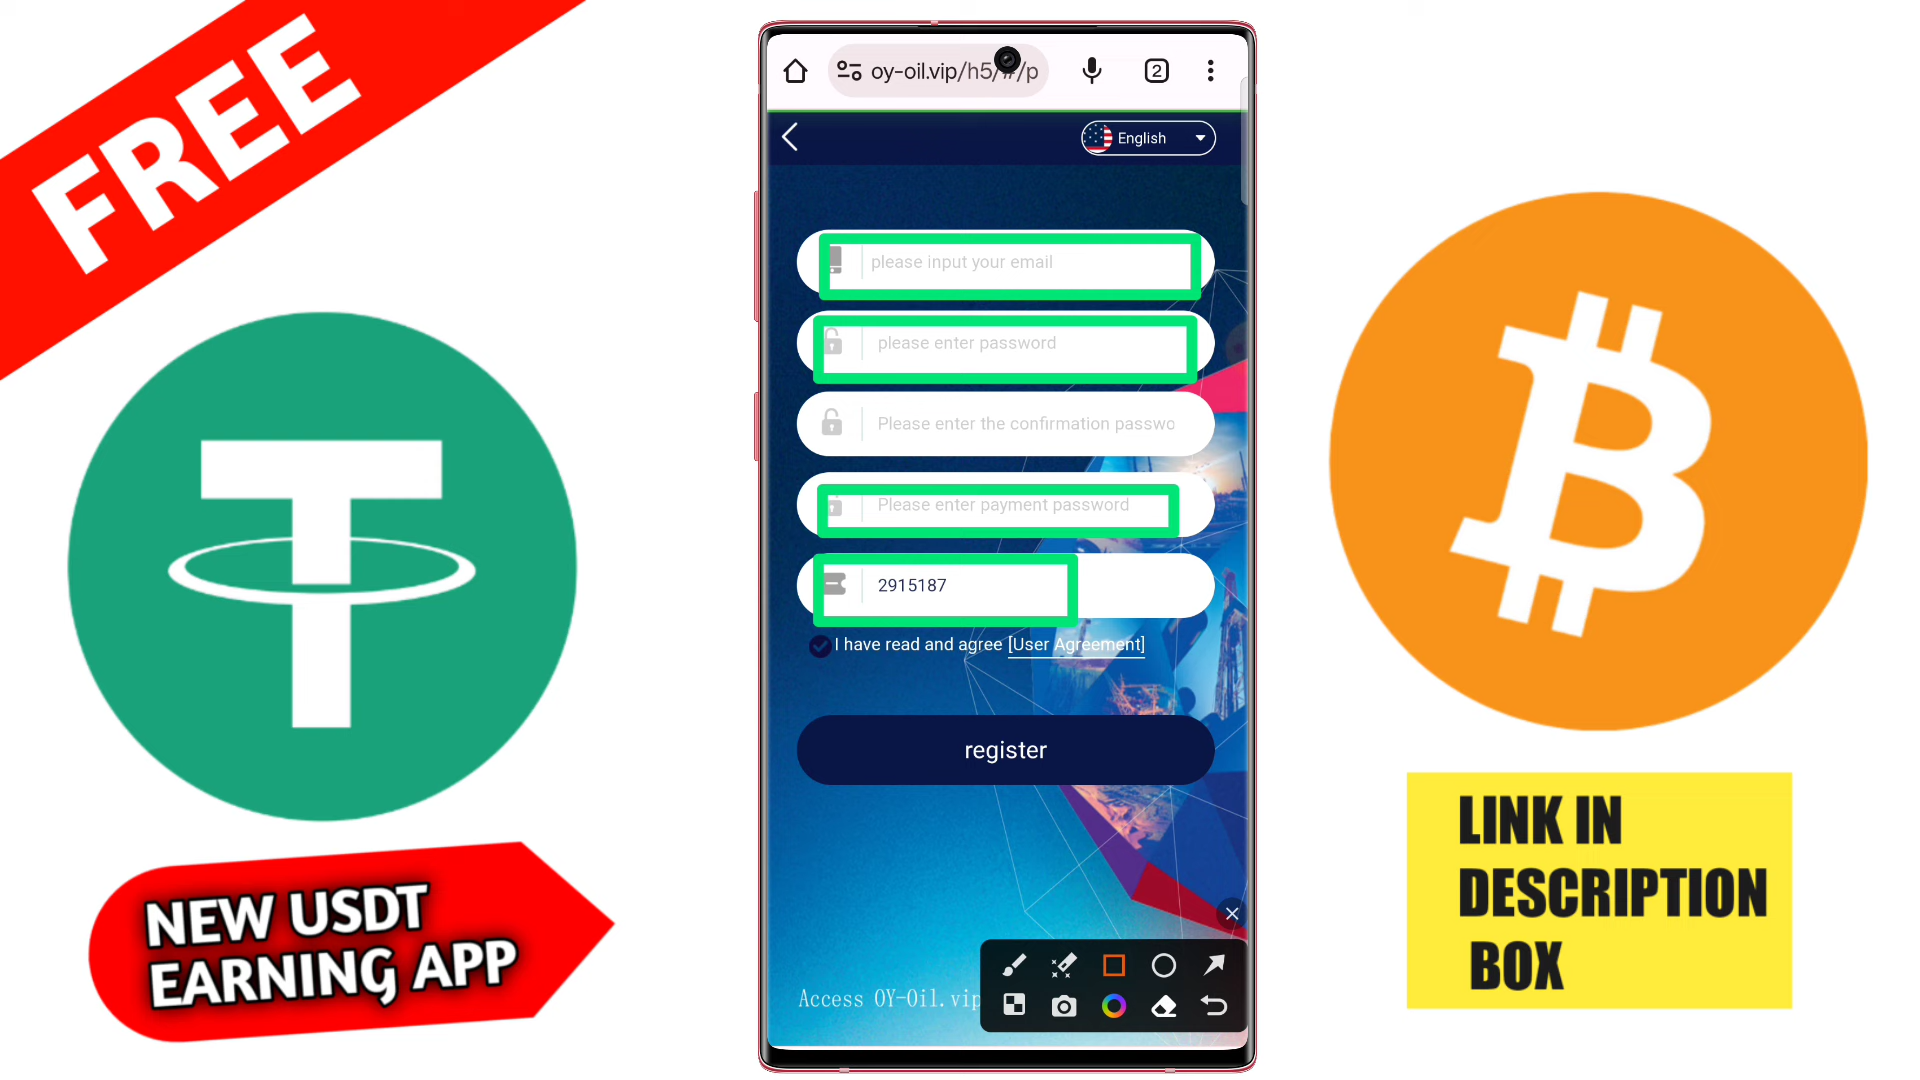 FREE
NEW USDT
EARNING APP
oy-oil.vip/h5/#/p
2
English
please input your email
please enter password
Please enter the confirmation passwo
Please enter payment password
2915187
I have read and agree [User Agreement]
register
Access OY-Oil.vip
LINK IN
DESCRIPTION
BOX